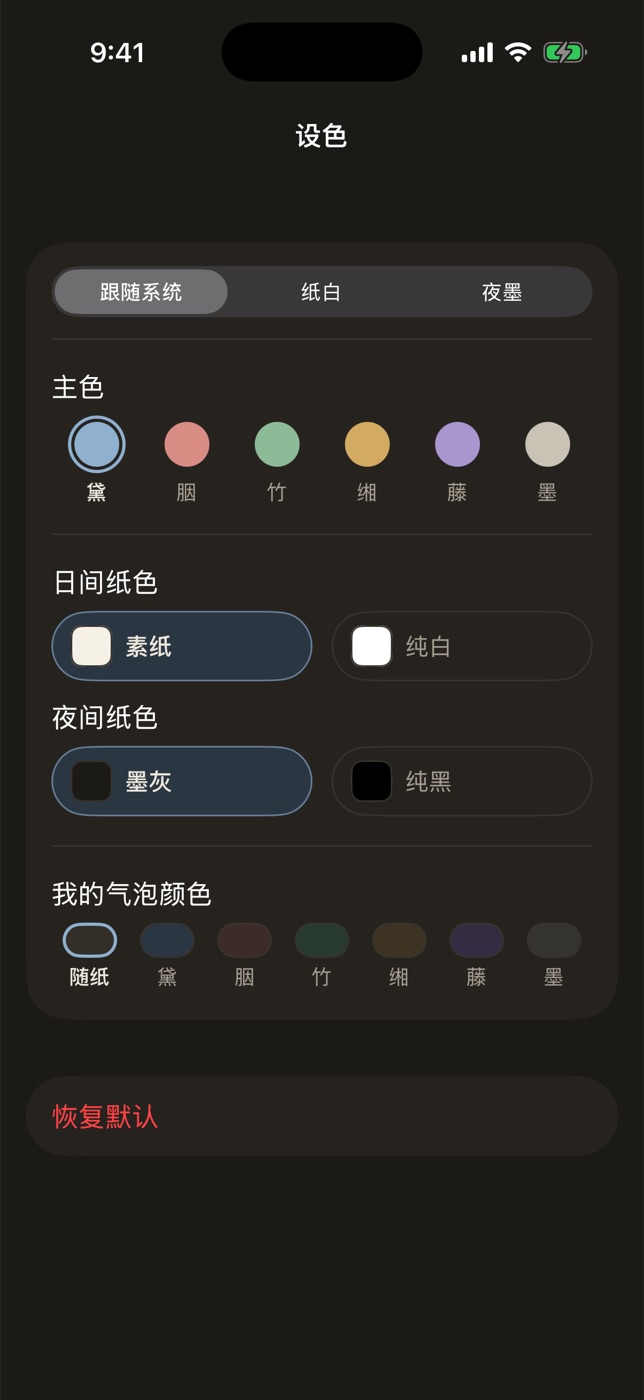 9:41
设色
跟随系统 纸白 夜墨
主色
黛 胭 竹 缃 藤 墨
日间纸色
素纸 纯白
夜间纸色
墨灰 纯黑
我的气泡颜色
随纸 黛 胭 竹 缃 藤 墨
恢复默认